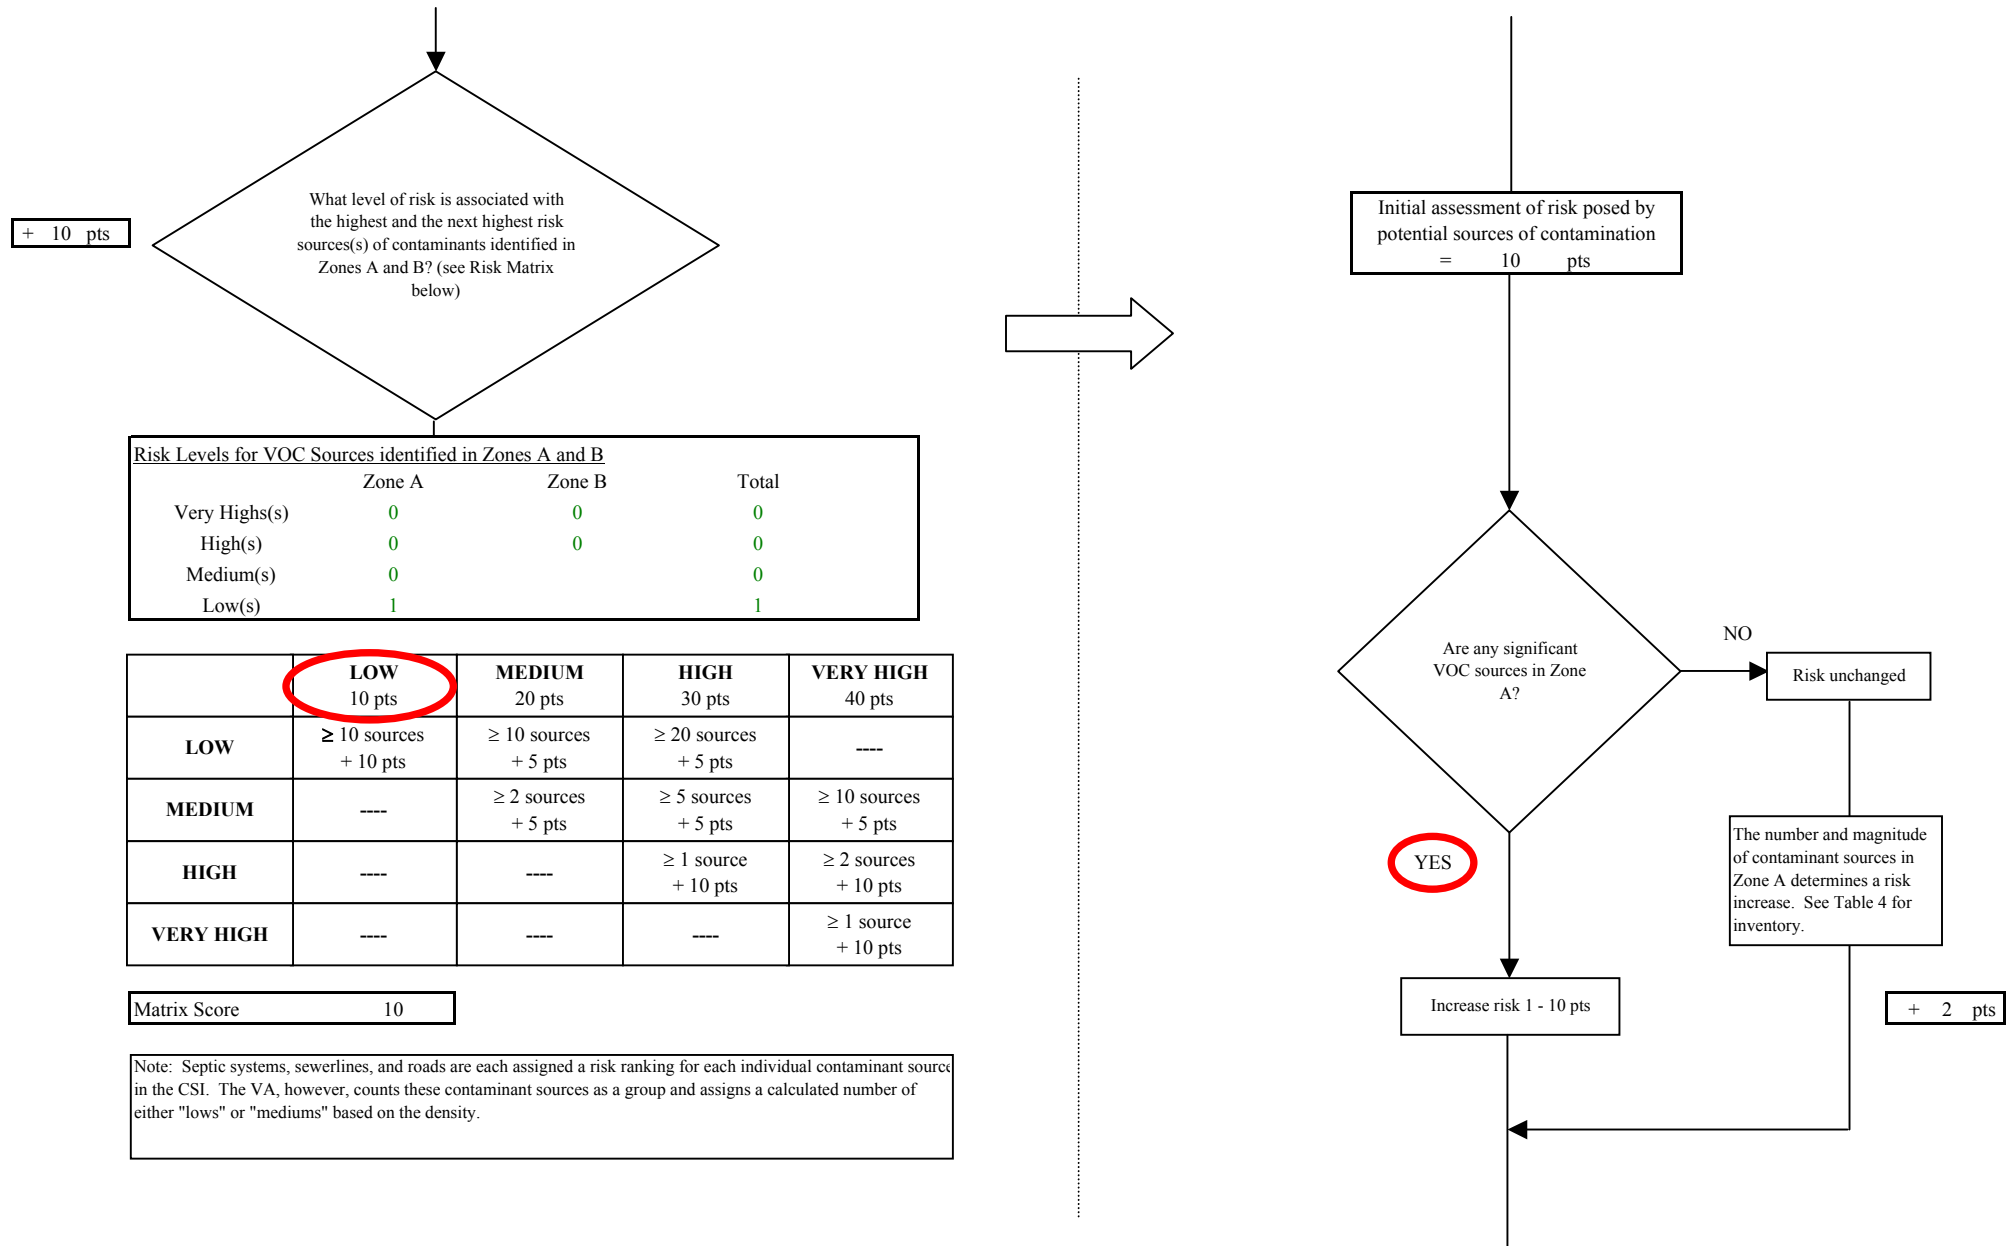 + 10 pts
What level of risk is associated with
the highest and the next highest risk
sources(s) of contaminants identified in
Zones A and B? (see Risk Matrix
below)
Risk Levels for VOC Sources identified in Zones A and B
Zone A Zone B Total
Very Highs(s) 0 0 0
High(s) 0 0 0
Medium(s) 0 0
Low(s) 1 1
LOW MEDIUM HIGH VERY HIGH
10 pts 20 pts 30 pts 40 pts
LOW ≥ 10 sources ≥ 10 sources ≥ 20 sources ----
+ 10 pts + 5 pts + 5 pts
MEDIUM ---- ≥ 2 sources ≥ 5 sources ≥ 10 sources
+ 5 pts + 5 pts + 5 pts
HIGH ---- ---- ≥ 1 source ≥ 2 sources
+ 10 pts + 10 pts
VERY HIGH ---- ---- ---- ≥ 1 source
+ 10 pts
Matrix Score 10
Note: Septic systems, sewerlines, and roads are each assigned a risk ranking for each individual contaminant source
in the CSI. The VA, however, counts these contaminant sources as a group and assigns a calculated number of
either "lows" or "mediums" based on the density.
Initial assessment of risk posed by
potential sources of contamination
= 10 pts
Are any significant
VOC sources in Zone
A?
NO
Risk unchanged
YES
The number and magnitude
of contaminant sources in
Zone A determines a risk
increase. See Table 4 for
inventory.
Increase risk 1 - 10 pts
+ 2 pts